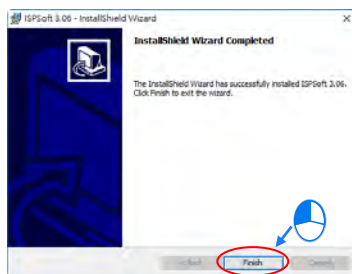 ISPSoft 3.06 - InstallShield Wizard
InstallShield Wizard Completed
The InstallShield Wizard has successfully installed ISPSoft 3.06.
Click Finish to exit the wizard.
Finish
Cancel